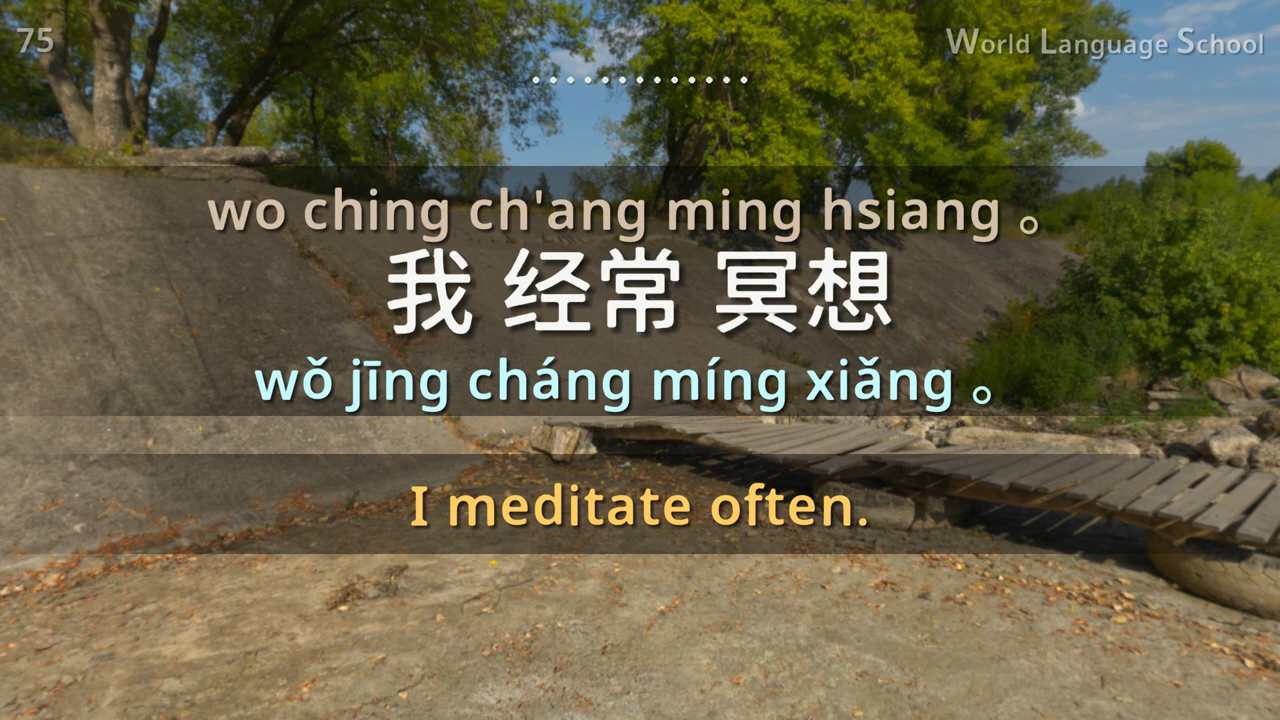 75
World Language School
wo ching ch'ang ming hsiang 。
我 经常 冥想
wǒ jīng cháng míng xiǎng 。
I meditate often.